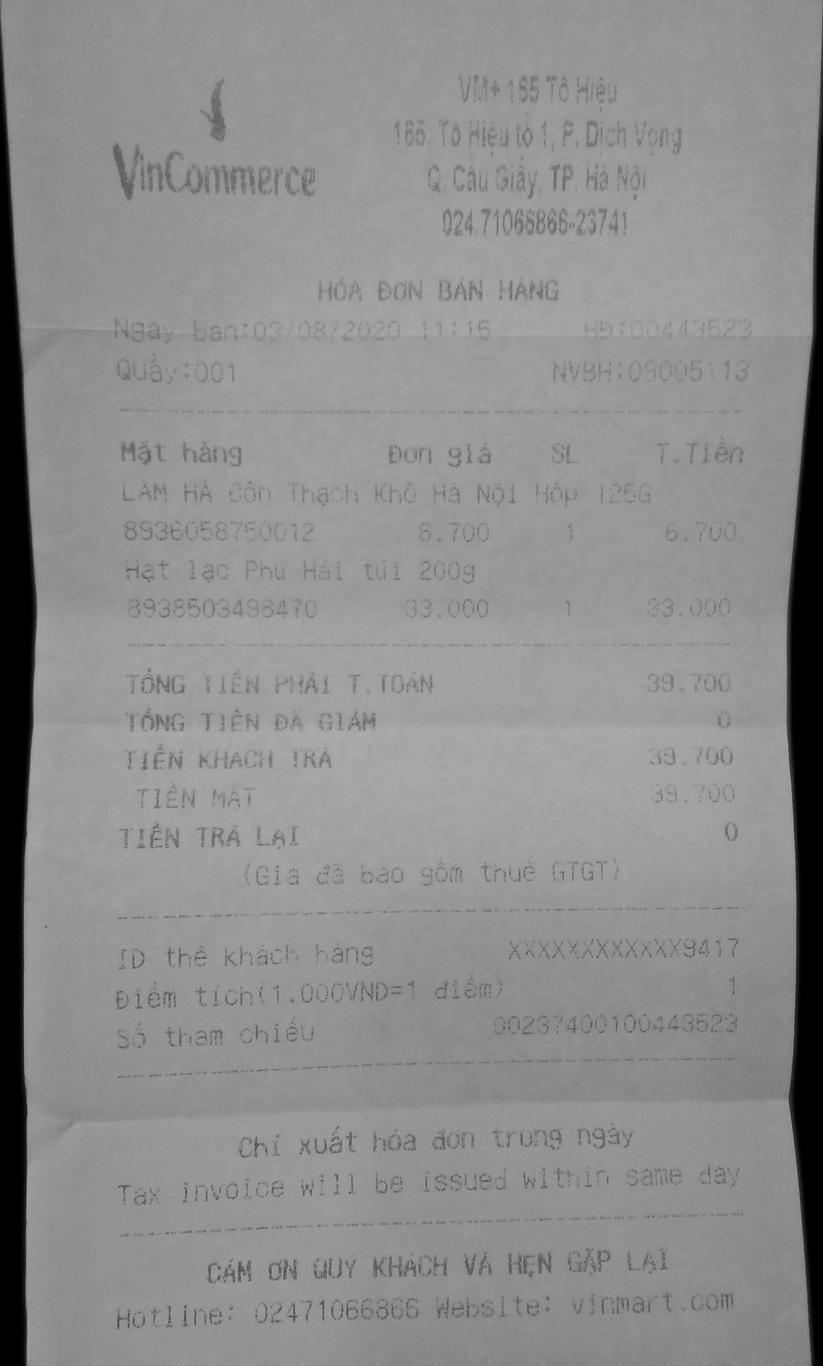 VinCommerce
VM+ 165 Tô Hiệu
165, Tô Hiệu tổ 1, P. Dịch Vọng
Q. Cầu Giấy, TP. Hà Nội
024.71066866-23741
HÓA ĐƠN BÁN HÀNG
Ngày bán:03/08/2020 11:15 HĐ:00443523
Quầy:001 NVBH:09005113
Mặt hàng Đơn giá SL T.Tiền
LÂM HÀ Cồn Thạch Khô Hà Nội Hộp 125G
8936058750012 6.700 1 6.700
Hạt lạc Phú Hải túi 200g
8938503498470 33.000 1 33.000
TỔNG TIỀN PHẢI T.TOÁN 39.700
TỔNG TIỀN ĐÃ GIẢM 0
TIỀN KHÁCH TRẢ 39.700
TIỀN MẶT 39.700
TIỀN TRẢ LẠI 0
(Giá đã bao gồm thuế GTGT)
ID thẻ khách hàng XXXXXXXXXXXX9417
Điểm tích(1.000VND=1 điểm) 1
Số tham chiếu 00237400100443523
Chỉ xuất hóa đơn trong ngày
Tax invoice will be issued within same day
CẢM ƠN QUÝ KHÁCH VÀ HẸN GẶP LẠI
Hotline: 02471066866 Website: vinmart.com